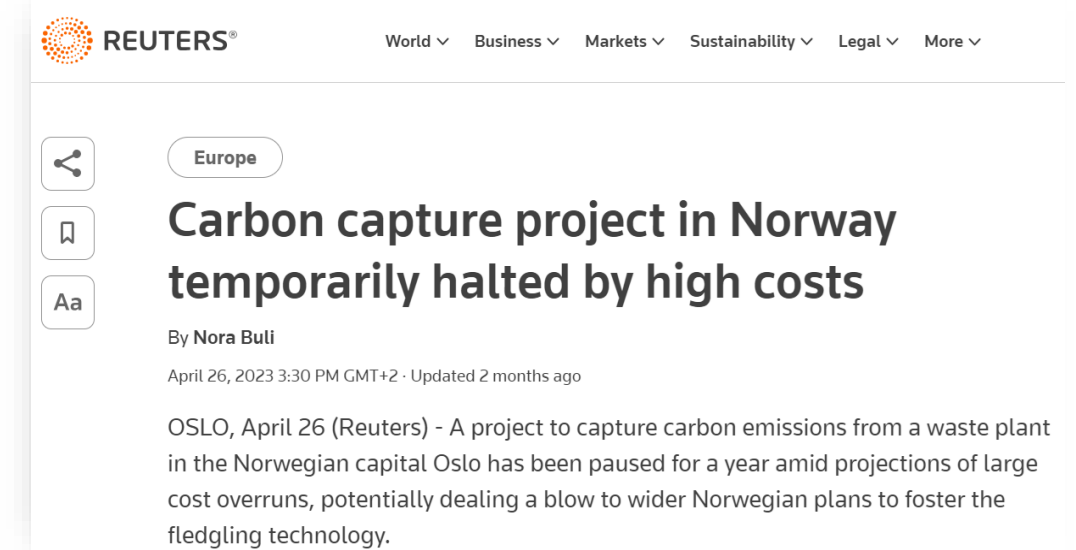 REUTERS®
World Business Markets Sustainability Legal More
Europe
Carbon capture project in Norway
temporarily halted by high costs
By Nora Buli
April 26, 2023 3:30 PM GMT+2 · Updated 2 months ago
Aa
OSLO, April 26 (Reuters) - A project to capture carbon emissions from a waste plant
in the Norwegian capital Oslo has been paused for a year amid projections of large
cost overruns, potentially dealing a blow to wider Norwegian plans to foster the
fledgling technology.